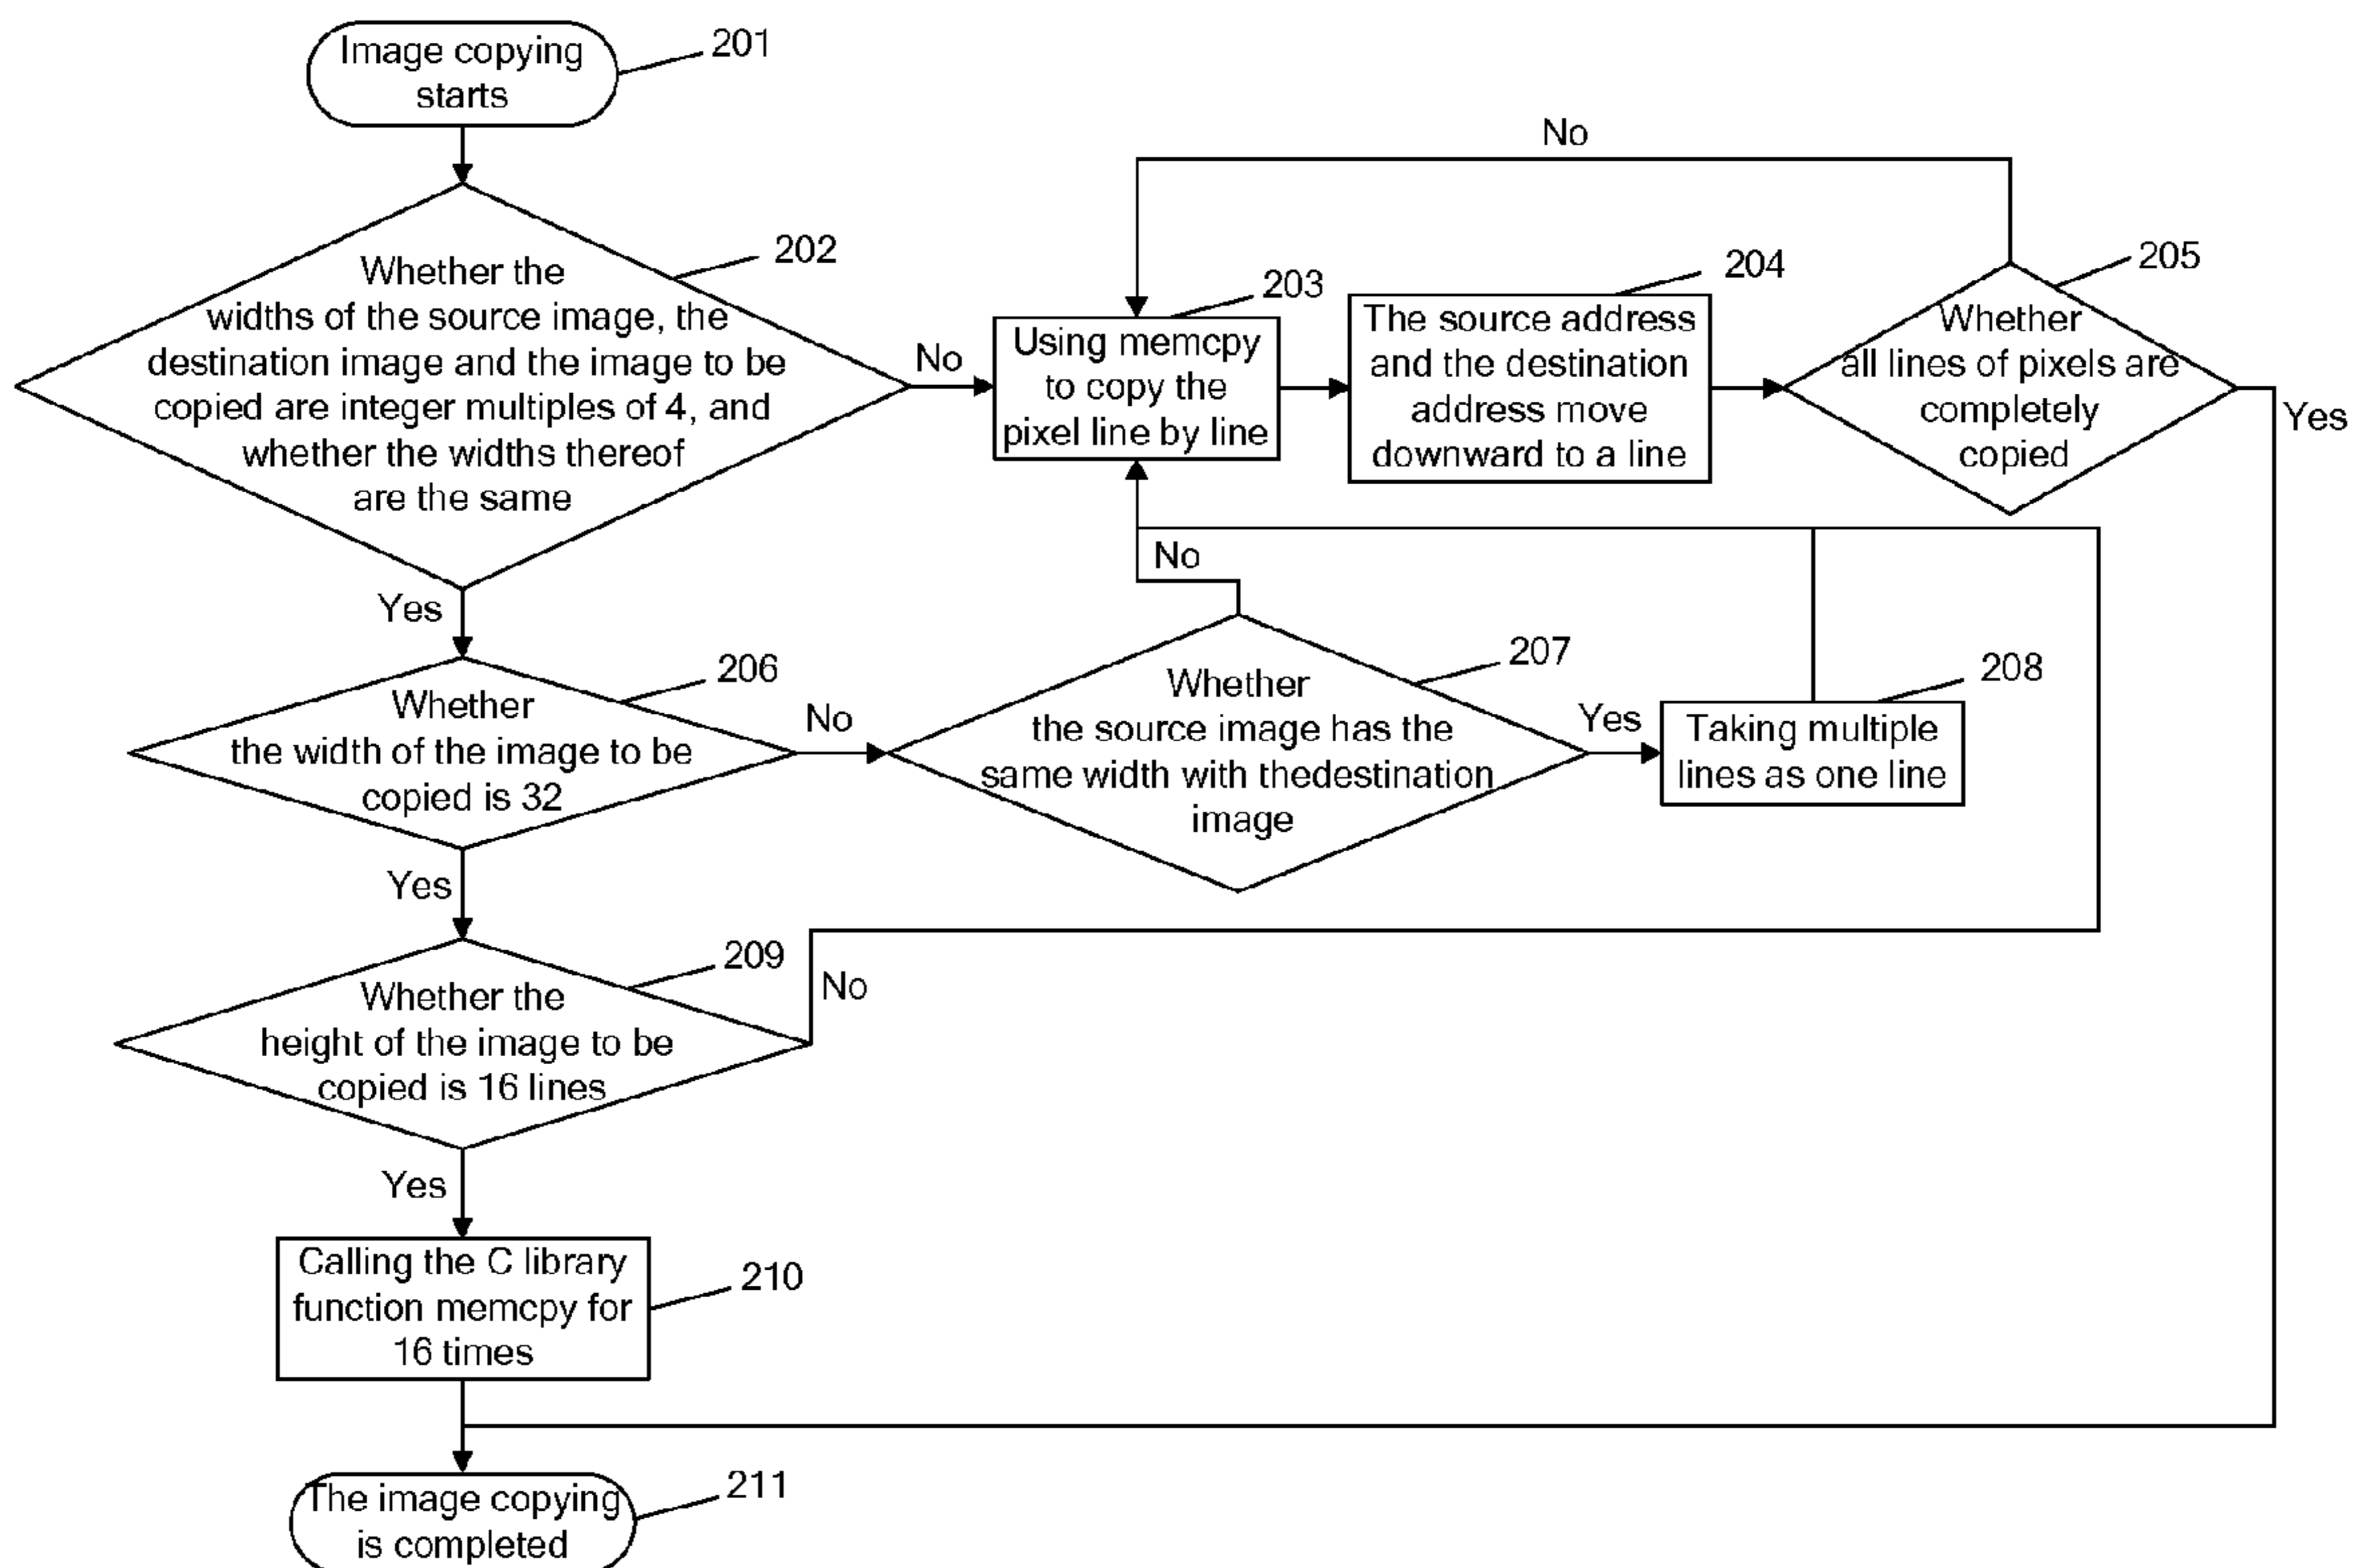 Image copying
starts
201
Whether the
widths of the source image, the
destination image and the image to be
copied are integer multiples of 4, and
whether the widths thereof
are the same
202
No
Yes
Using memcpy
to copy the
pixel line by line
203
The source address
and the destination
address move
downward to a line
204
Whether
all lines of pixels are
completely
copied
205
No
Yes
Whether
the width of the image to be
copied is 32
206
No
Yes
Whether
the source image has the
same width with thedestination
image
207
No
Yes
Taking multiple
lines as one line
208
Whether the
height of the image to be
copied is 16 lines
209
No
Yes
Calling the C library
function memcpy for
16 times
210
The image copying
is completed
211